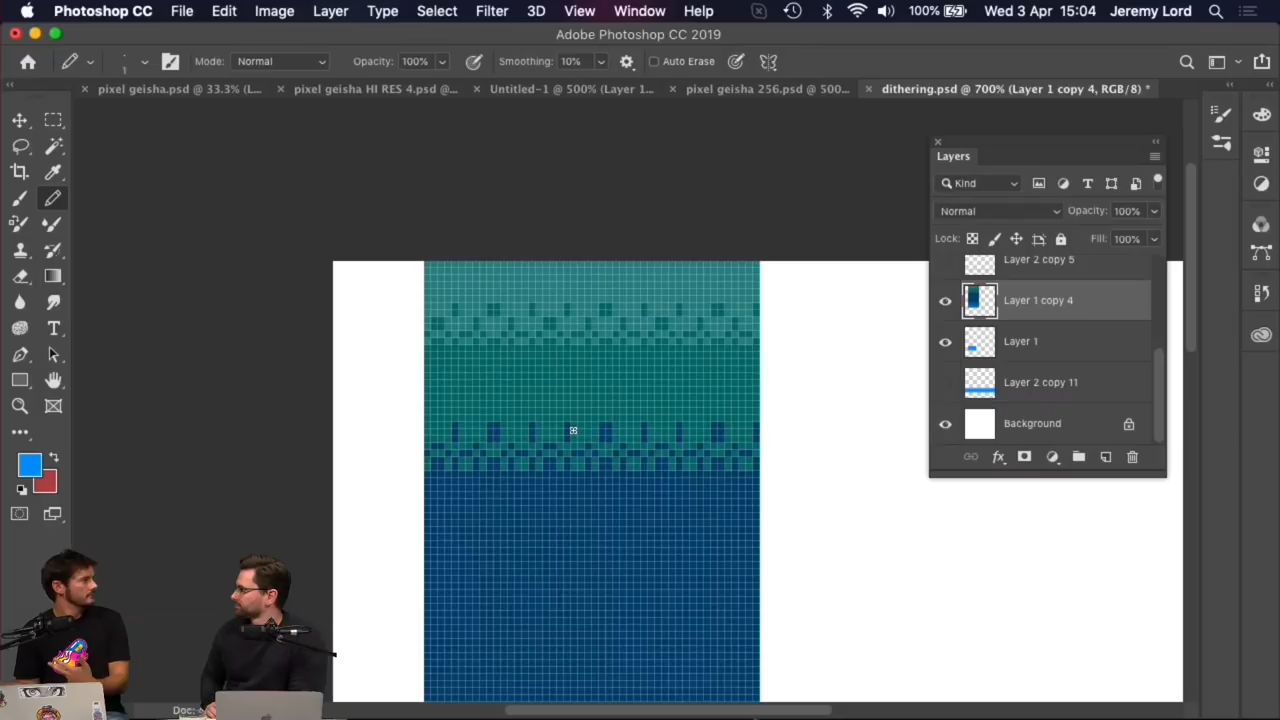 Photoshop CC File Edit Image Layer Type Select Filter 3D View Window Help 100% Wed 3 Apr 15:04 Jeremy Lord
Adobe Photoshop CC 2019
1 Mode: Normal Opacity: 100% Smoothing: 10% Auto Erase
pixel geisha.psd @ 33.3% (L... pixel geisha HI RES 4.psd @... Untitled-1 @ 500% (Layer 1... pixel geisha 256.psd @ 500... dithering.psd @ 700% (Layer 1 copy 4, RGB/8) *
Layers
Kind
Normal Opacity: 100%
Lock: Fill: 100%
Layer 2 copy 5
Layer 1 copy 4
Layer 1
Layer 2 copy 11
Background
fx
Doc: